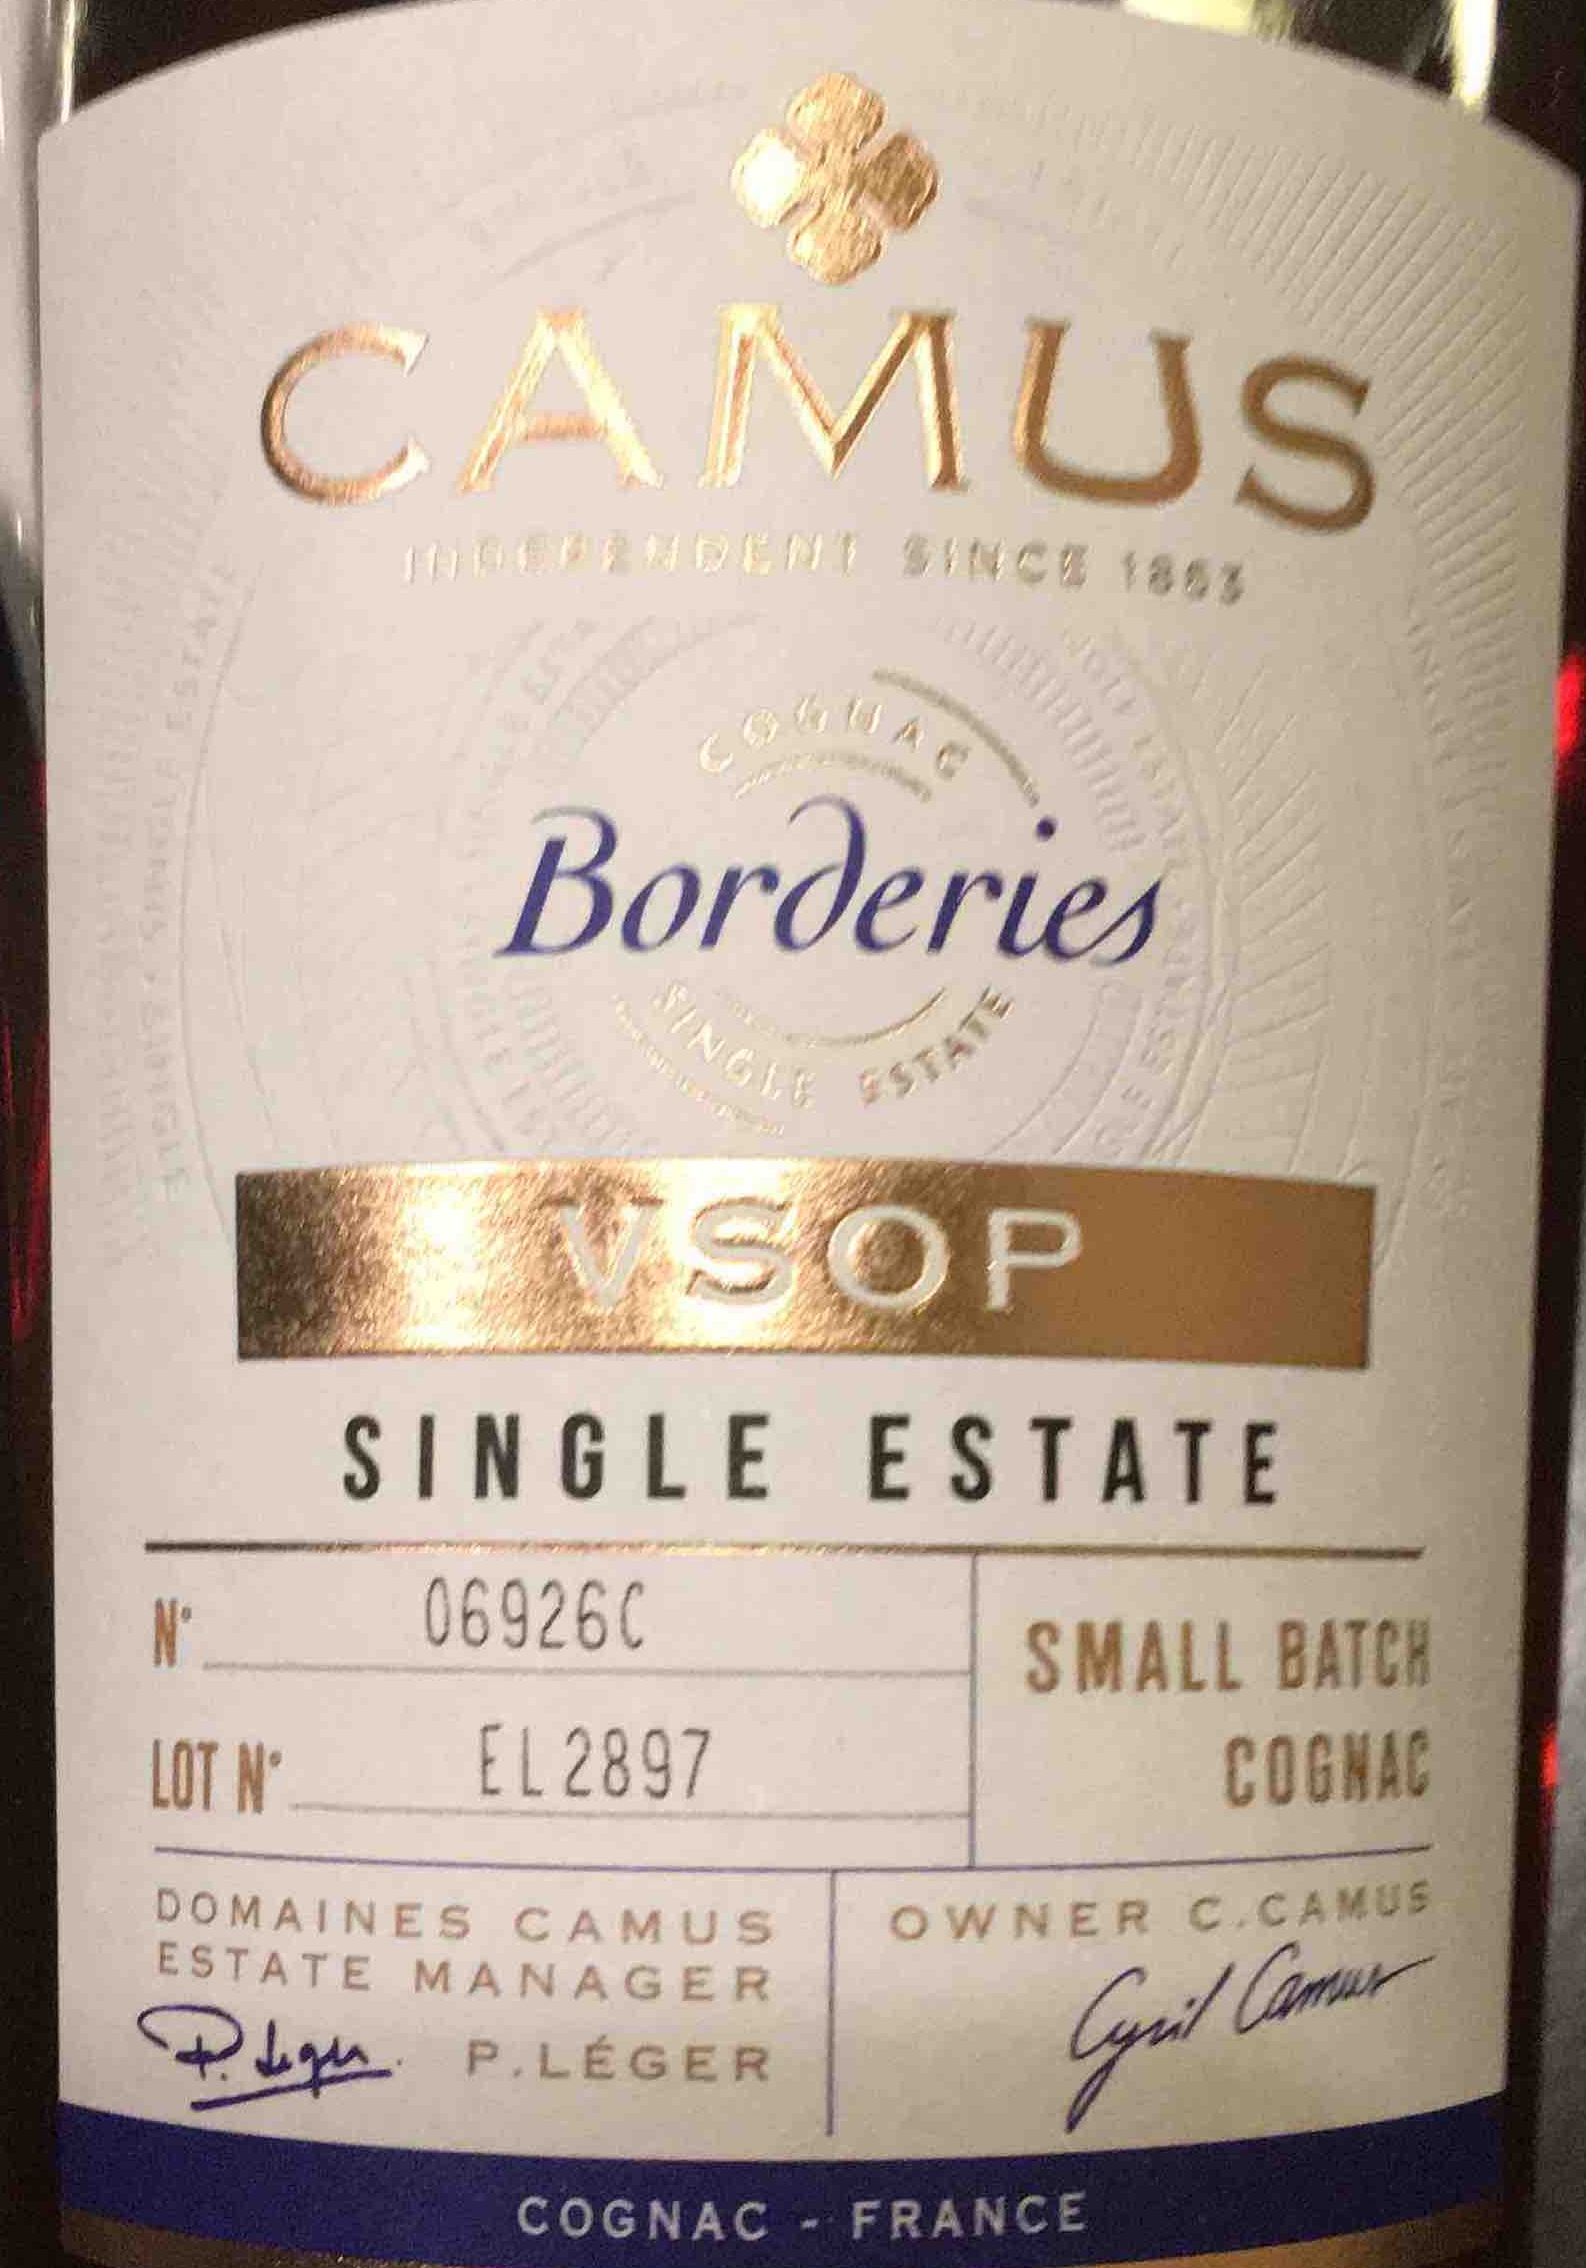 CAMUS
INDEPENDENT SINCE 1863
COGNAC
Borderies
SINGLE ESTATE
VSOP
SINGLE ESTATE
N° 06926C
LOT N° EL2897
SMALL BATCH
COGNAC
DOMAINES CAMUS
ESTATE MANAGER
P. Leger P.LÉGER
OWNER C.CAMUS
Cyril Camus
COGNAC - FRANCE